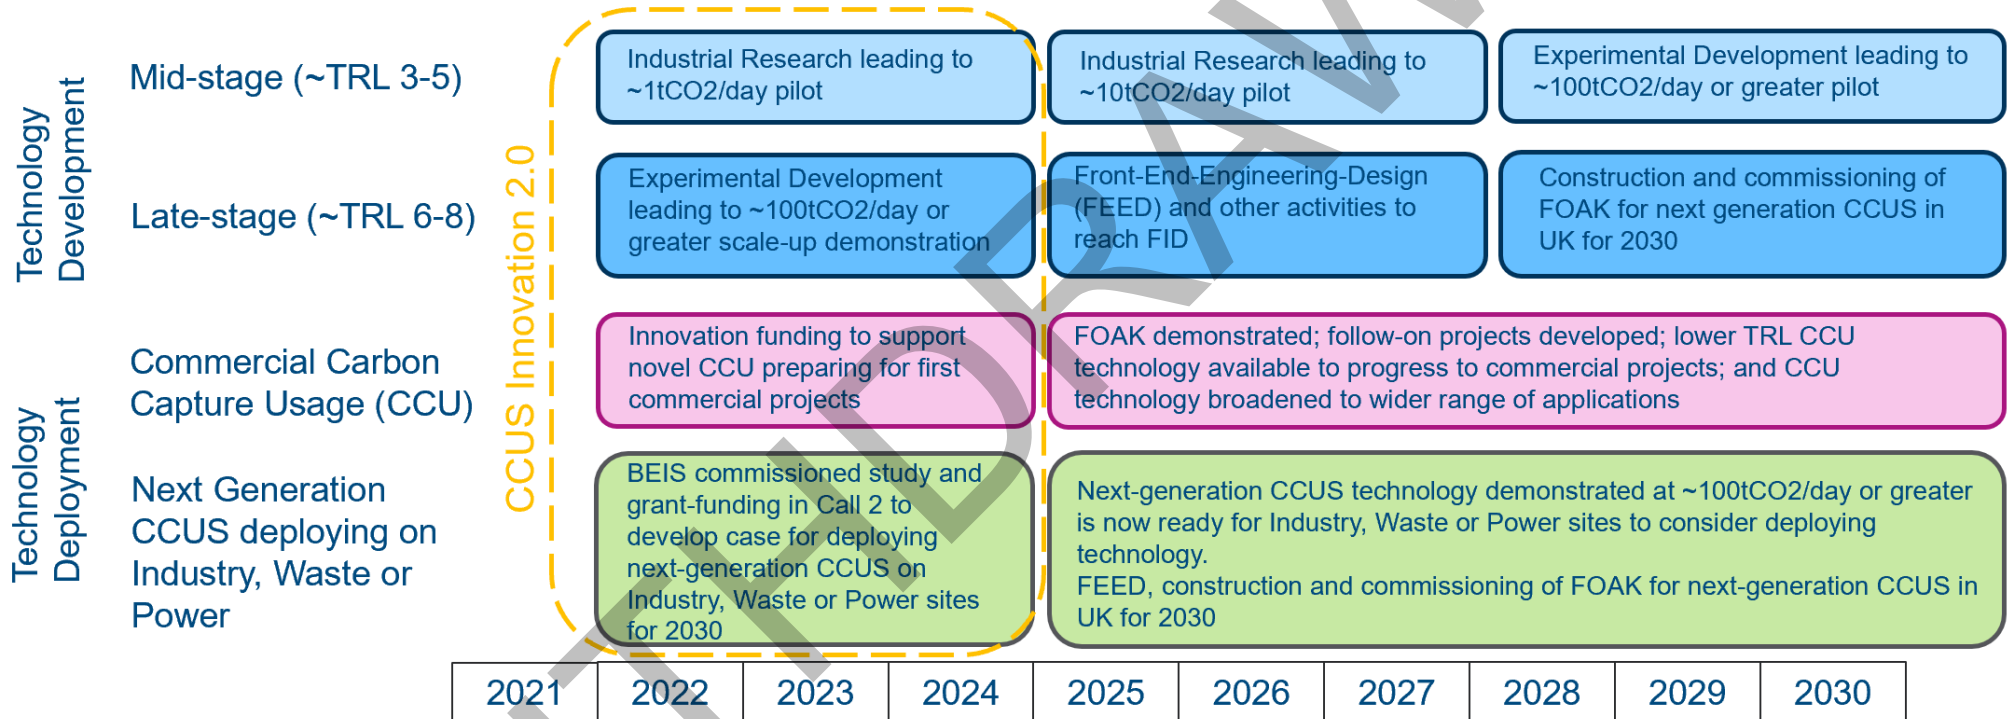 Technology
Development
Mid-stage (~TRL 3-5)
Industrial Research leading to
~1tCO2/day pilot
Industrial Research leading to
~10tCO2/day pilot
Experimental Development leading to
~100tCO2/day or greater pilot
Late-stage (~TRL 6-8)
Experimental Development
leading to ~100tCO2/day or
greater scale-up demonstration
Front-End-Engineering-Design
(FEED) and other activities to
reach FID
Construction and commissioning of
FOAK for next generation CCUS in
UK for 2030
CCUS Innovation 2.0
Technology
Deployment
Commercial Carbon
Capture Usage (CCU)
Innovation funding to support
novel CCU preparing for first
commercial projects
FOAK demonstrated; follow-on projects developed; lower TRL CCU
technology available to progress to commercial projects; and CCU
technology broadened to wider range of applications
Next Generation
CCUS deploying on
Industry, Waste or
Power
BEIS commissioned study and
grant-funding in Call 2 to
develop case for deploying
next-generation CCUS on
Industry, Waste or Power sites
for 2030
Next-generation CCUS technology demonstrated at ~100tCO2/day or greater
is now ready for Industry, Waste or Power sites to consider deploying
technology.
FEED, construction and commissioning of FOAK for next-generation CCUS in
UK for 2030
2021 2022 2023 2024 2025 2026 2027 2028 2029 2030
THDRAW